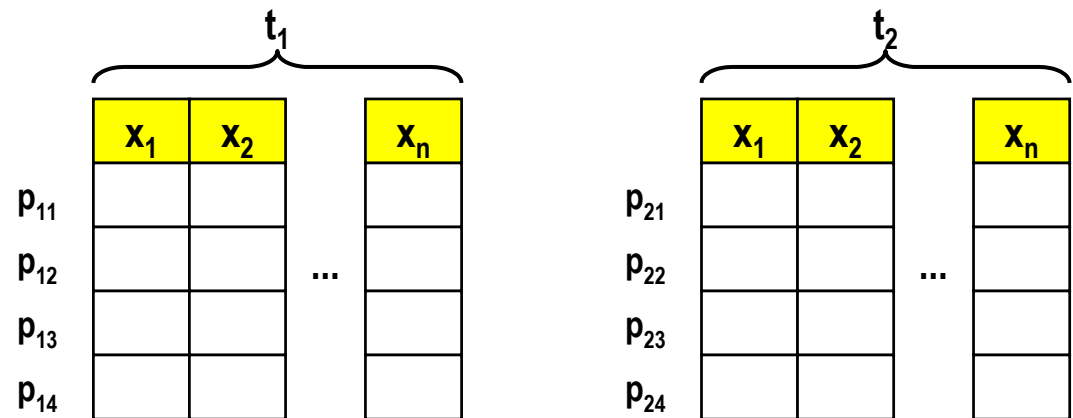 t₁ t₂
x₁ x₂ xₙ x₁ x₂ xₙ
p₁₁ p₂₁
p₁₂ ... p₂₂ ...
p₁₃ p₂₃
p₁₄ p₂₄